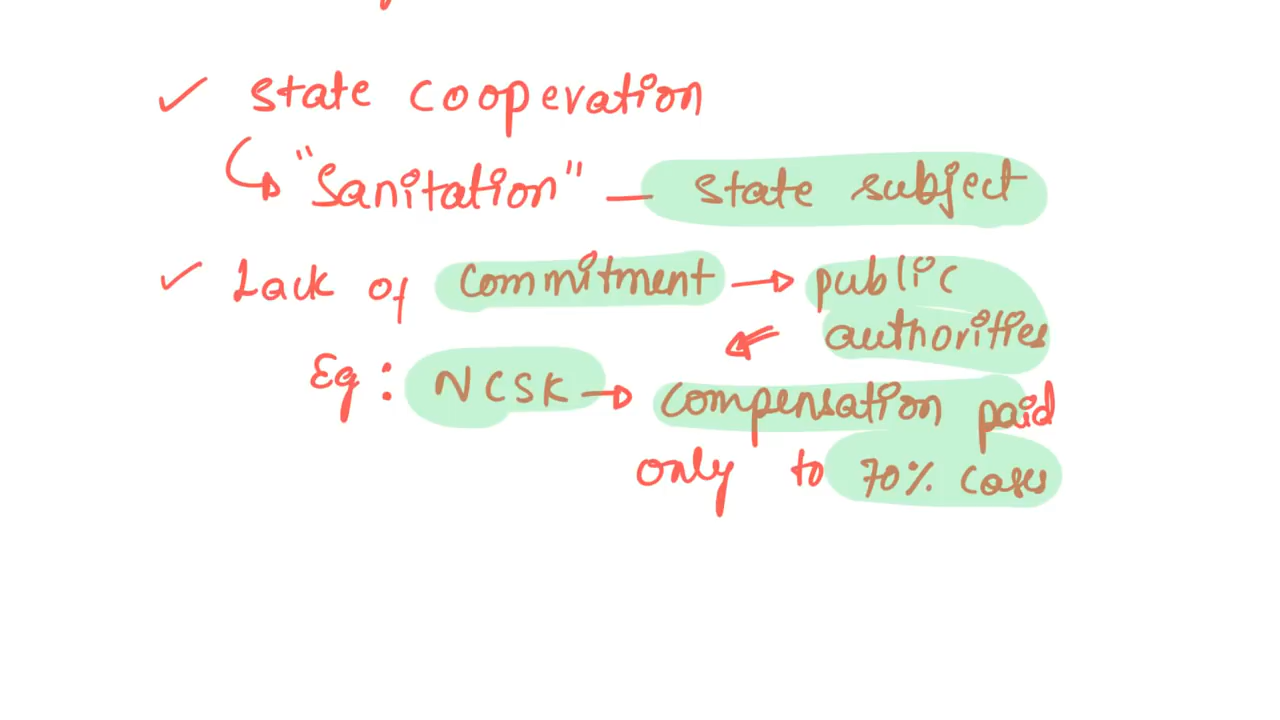 ✓ State cooperation
↳ "Sanitation" — State subject
✓ Lack of commitment → public
authorities
Eg: NCSK → compensation paid
only to 70% cases